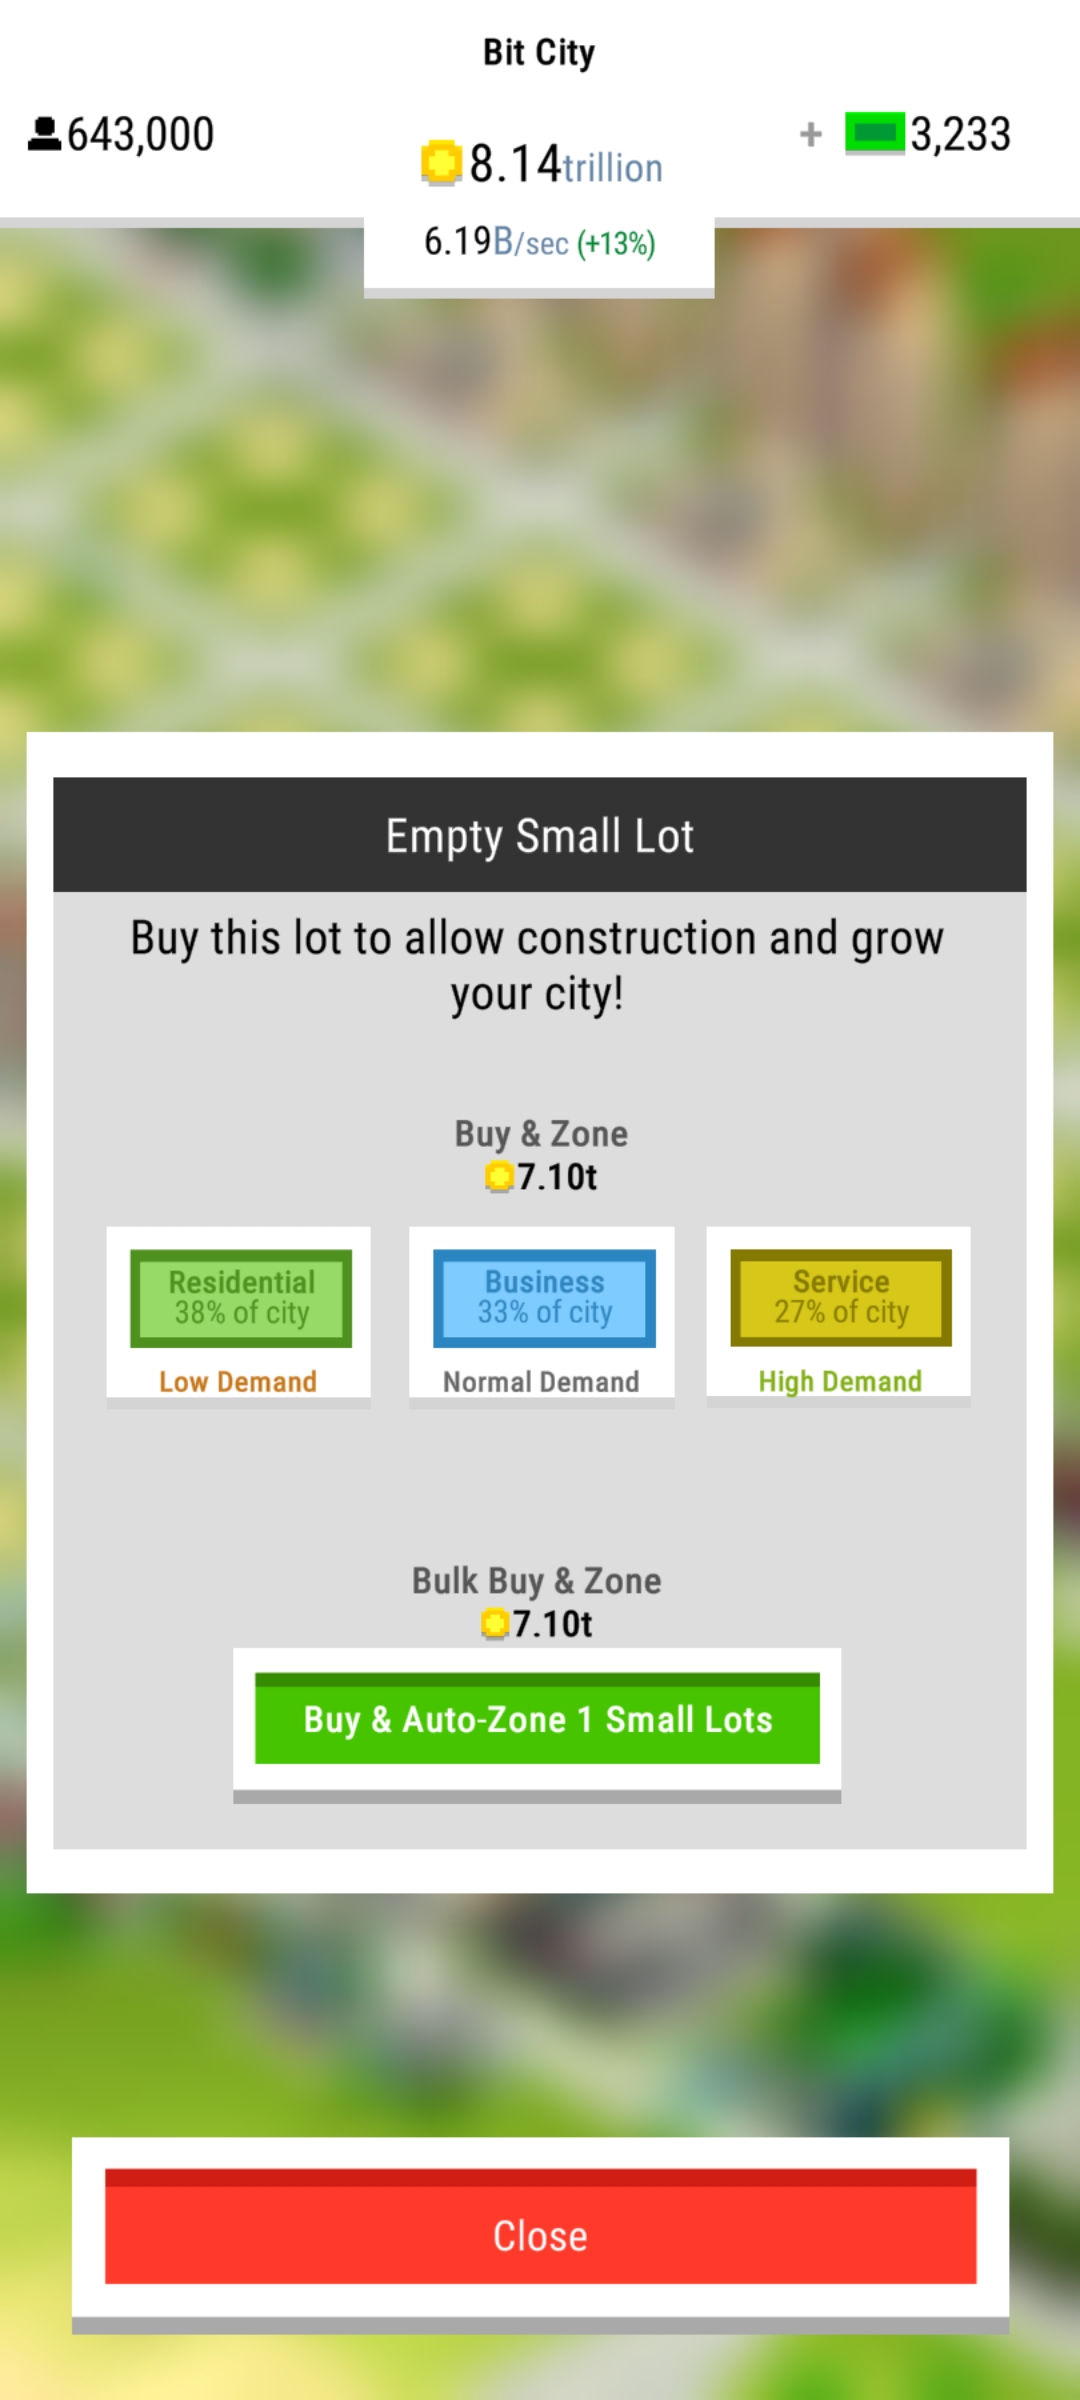 Bit City
643,000
+ 3,233
8.14trillion
6.19B/sec (+13%)
Empty Small Lot
Buy this lot to allow construction and grow
your city!
Buy & Zone
7.10t
Residential
38% of city
Low Demand
Business
33% of city
Normal Demand
Service
27% of city
High Demand
Bulk Buy & Zone
7.10t
Buy & Auto-Zone 1 Small Lots
Close